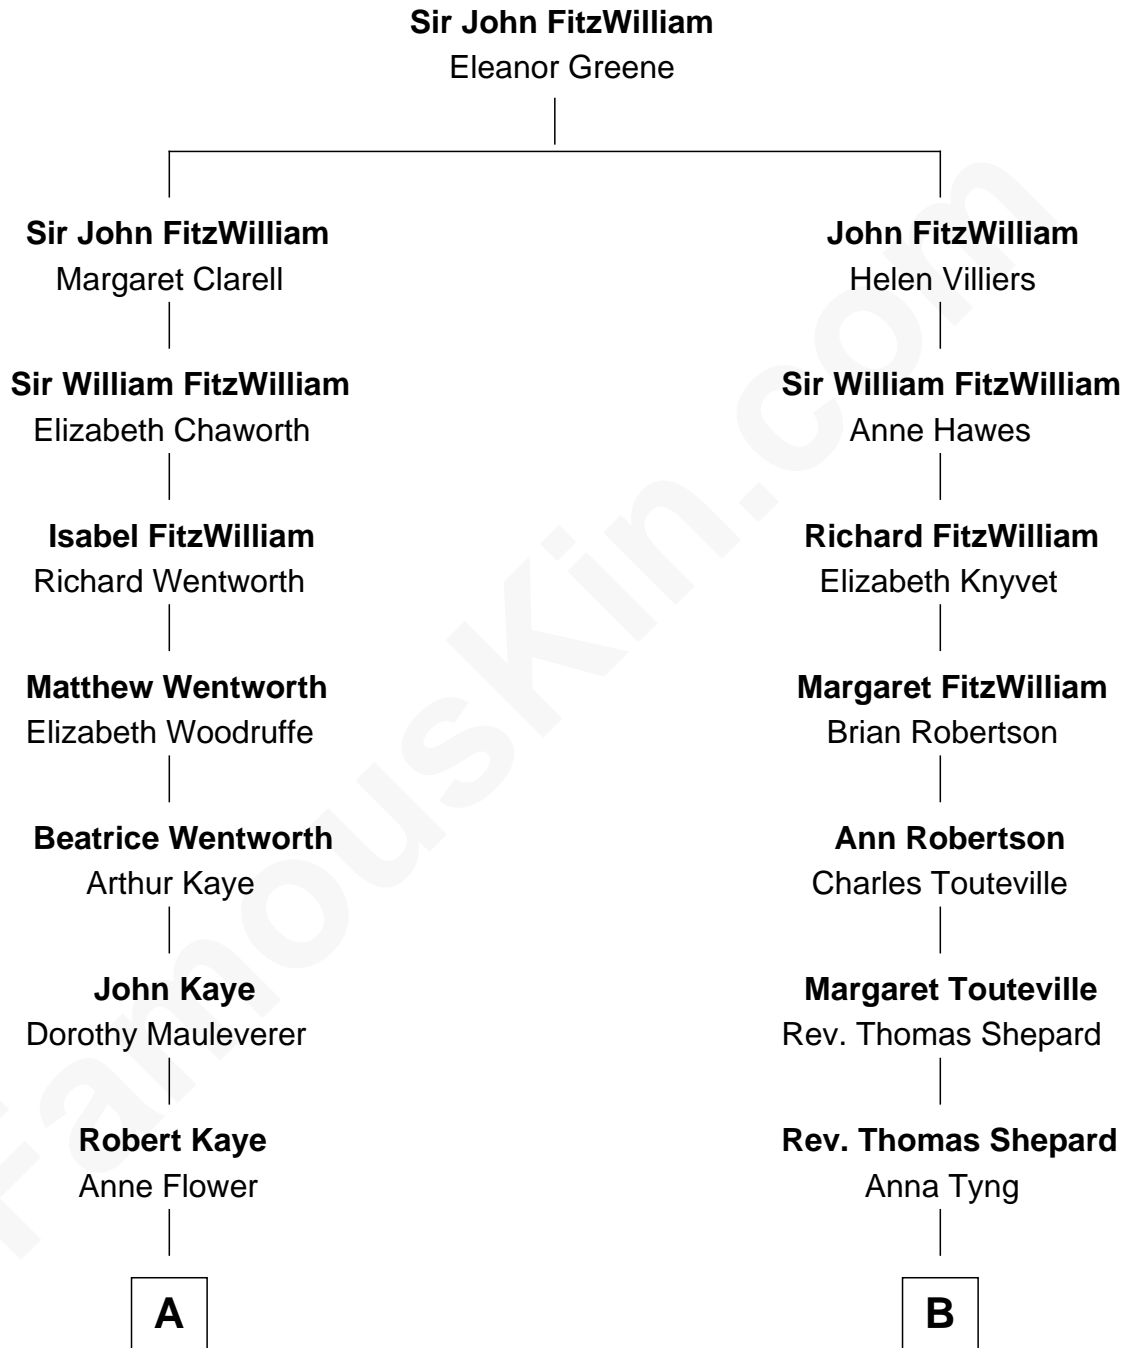 Sir John FitzWilliam
Eleanor Greene
Sir John FitzWilliam
Margaret Clarell
Sir William FitzWilliam
Elizabeth Chaworth
Isabel FitzWilliam
Richard Wentworth
Matthew Wentworth
Elizabeth Woodruffe
Beatrice Wentworth
Arthur Kaye
John Kaye
Dorothy Mauleverer
Robert Kaye
Anne Flower
A
John FitzWilliam
Helen Villiers
Sir William FitzWilliam
Anne Hawes
Richard FitzWilliam
Elizabeth Knyvet
Margaret FitzWilliam
Brian Robertson
Ann Robertson
Charles Touteville
Margaret Touteville
Rev. Thomas Shepard
Rev. Thomas Shepard
Anna Tyng
B
FamousKin.com